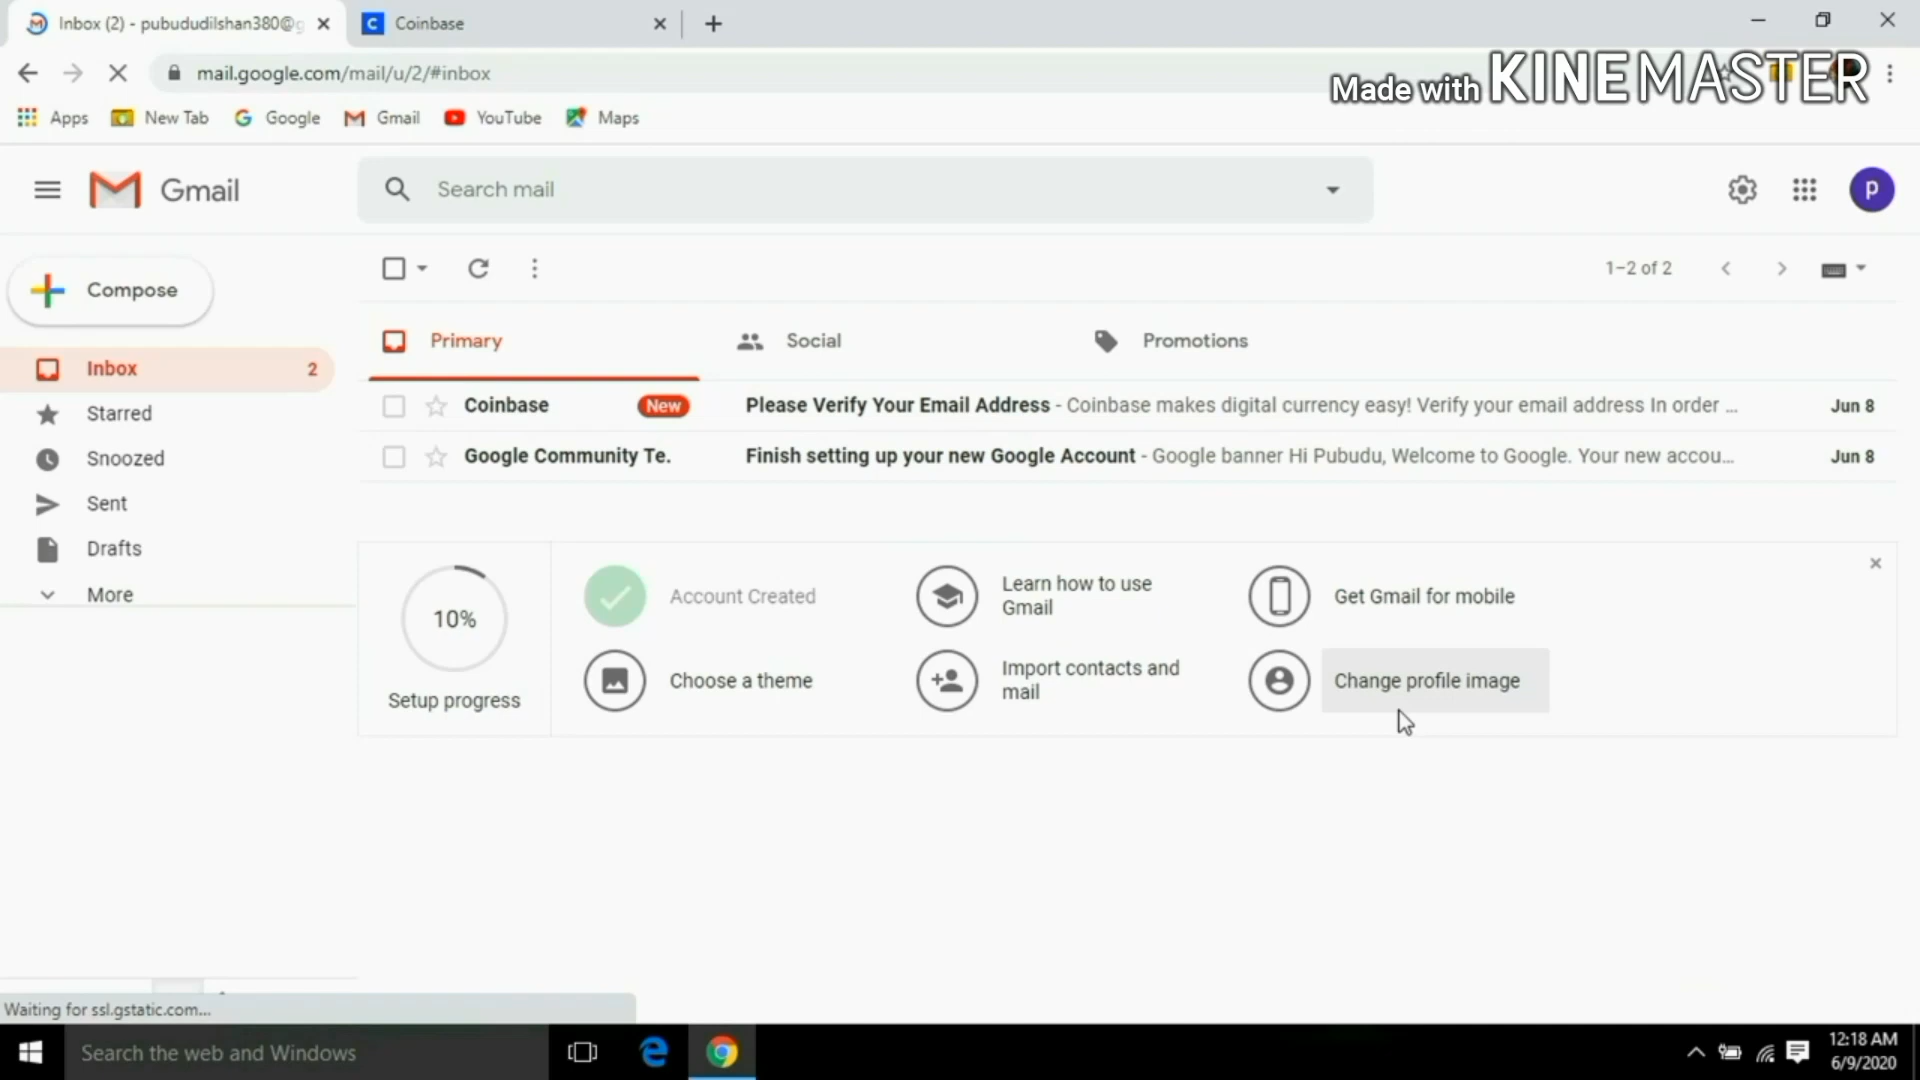 Inbox (2) - pubududilshan380@g
Coinbase
mail.google.com/mail/u/2/#inbox
Made with KINEMASTER
Apps
New Tab
Google
Gmail
YouTube
Maps
Gmail
Search mail
p
Compose
1–2 of 2
Primary
Social
Promotions
Inbox 2
Starred
Snoozed
Sent
Drafts
More
Coinbase New Please Verify Your Email Address - Coinbase makes digital currency easy! Verify your email address In order ... Jun 8
Google Community Te. Finish setting up your new Google Account - Google banner Hi Pubudu, Welcome to Google. Your new accou... Jun 8
10%
Setup progress
Account Created
Learn how to use
Gmail
Get Gmail for mobile
Choose a theme
Import contacts and
mail
Change profile image
Waiting for ssl.gstatic.com...
Search the web and Windows
12:18 AM
6/9/2020